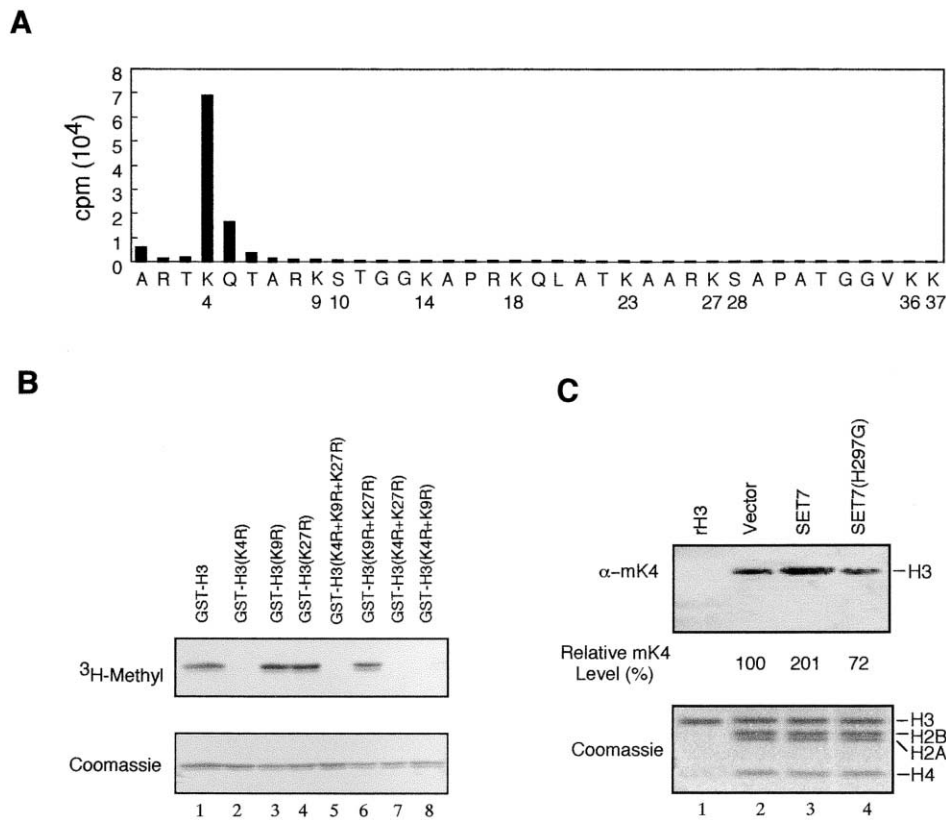 A
cpm (10⁴)
8
7
6
5
4
3
2
1
0
A R T K Q T A R K S T G G K A P R K Q L A T K A A R K S A P A T G G V K K
4 9 10 14 18 23 27 28 36 37
B
GST-H3
GST-H3(K4R)
GST-H3(K9R)
GST-H3(K27R)
GST-H3(K4R+K9R+K27R)
GST-H3(K9R+K27R)
GST-H3(K4R+K27R)
GST-H3(K4R+K9R)
³H-Methyl
Coomassie
1 2 3 4 5 6 7 8
C
rH3
Vector
SET7
SET7(H297G)
α-mK4
H3
Relative mK4
Level (%)
100 201 72
Coomassie
H3
H2B
H2A
H4
1 2 3 4